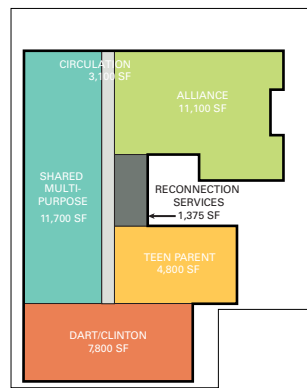 CIRCULATION
3,100 SF
ALLIANCE
11,100 SF
SHARED
MULTI-
PURPOSE
11,700 SF
RECONNECTION
SERVICES
1,375 SF
TEEN PARENT
4,800 SF
DART/CLINTON
7,800 SF